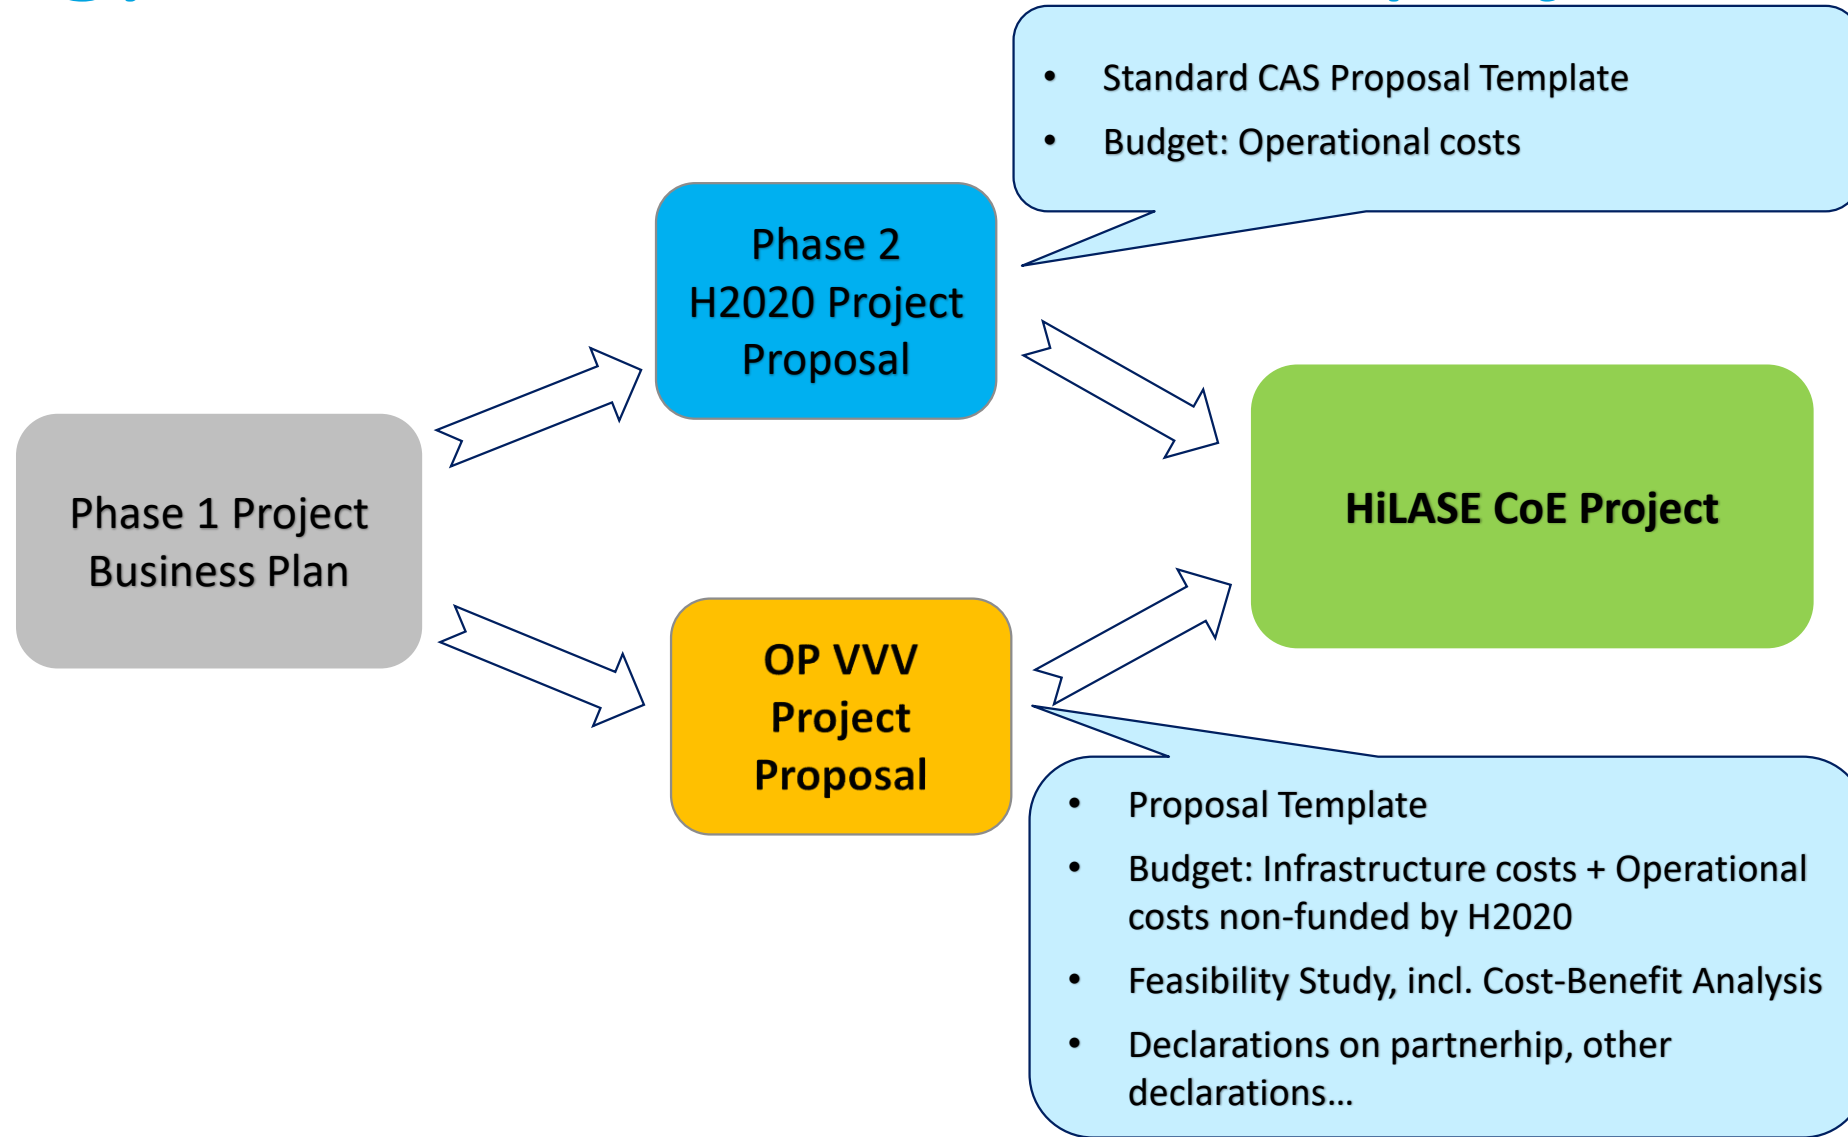 • Standard CAS Proposal Template
• Budget: Operational costs
Phase 2
H2020 Project
Proposal
Phase 1 Project
Business Plan
HiLASE CoE Project
OP VVV
Project
Proposal
• Proposal Template
• Budget: Infrastructure costs + Operational
costs non-funded by H2020
• Feasibility Study, incl. Cost-Benefit Analysis
• Declarations on partnerhip, other
declarations…